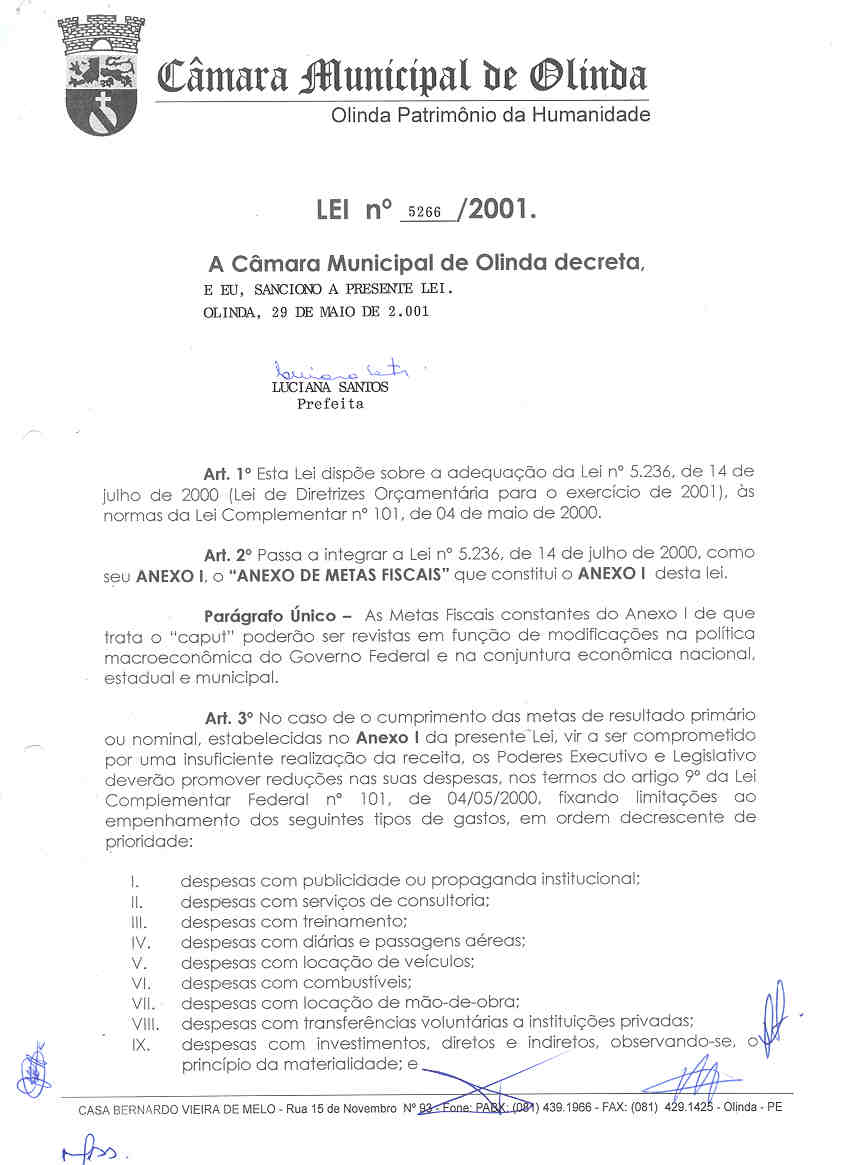 Câmara Municipal de Olinda
Olinda Patrimônio da Humanidade
LEI nº 5266 /2001.
A Câmara Municipal de Olinda decreta,
E EU, SANCIONO A PRESENTE LEI.
OLINDA, 29 DE MAIO DE 2.001
LUCIANA SANTOS
Prefeita
Art. 1º Esta Lei dispõe sobre a adequação da Lei nº 5.236, de 14 de
julho de 2000 (Lei de Diretrizes Orçamentária para o exercício de 2001), às
normas da Lei Complementar nº 101, de 04 de maio de 2000.
Art. 2º Passa a integrar a Lei nº 5.236, de 14 de julho de 2000, como
seu ANEXO I, o "ANEXO DE METAS FISCAIS" que constitui o ANEXO I desta lei.
Parágrafo Único – As Metas Fiscais constantes do Anexo I de que
trata o "caput" poderão ser revistas em função de modificações na política
macroeconômica do Governo Federal e na conjuntura econômica nacional,
estadual e municipal.
Art. 3º No caso de o cumprimento das metas de resultado primário
ou nominal, estabelecidas no Anexo I da presente Lei, vir a ser comprometido
por uma insuficiente realização da receita, os Poderes Executivo e Legislativo
deverão promover reduções nas suas despesas, nos termos do artigo 9º da Lei
Complementar Federal nº 101, de 04/05/2000, fixando limitações ao
empenhamento dos seguintes tipos de gastos, em ordem decrescente de
prioridade:
I. despesas com publicidade ou propaganda institucional;
II. despesas com serviços de consultoria;
III. despesas com treinamento;
IV. despesas com diárias e passagens aéreas;
V. despesas com locação de veículos;
VI. despesas com combustíveis;
VII. despesas com locação de mão-de-obra;
VIII. despesas com transferências voluntárias a instituições privadas;
IX. despesas com investimentos, diretos e indiretos, observando-se, o
princípio da materialidade; e
CASA BERNARDO VIEIRA DE MELO - Rua 15 de Novembro Nº 93 - Fone: PABX: (081) 439.1966 - FAX: (081) 429.1425 - Olinda - PE